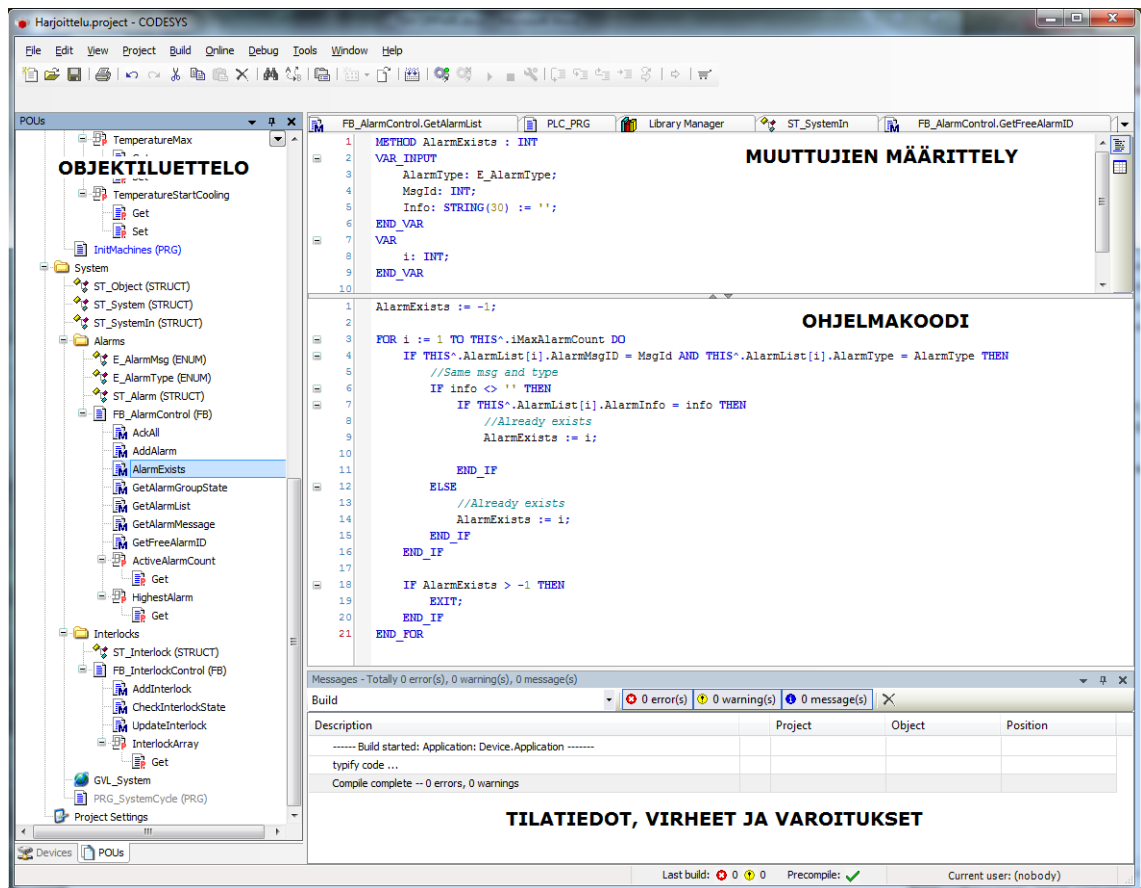 Harjoittelu.project - CODESYS
File Edit View Project Build Online Debug Tools Window Help
POUs
TemperatureMax
OBJEKTILUETTELO
Set
TemperatureStartCooling
Get
Set
InitMachines (PRG)
System
ST_Object (STRUCT)
ST_System (STRUCT)
ST_SystemIn (STRUCT)
Alarms
E_AlarmMsg (ENUM)
E_AlarmType (ENUM)
ST_Alarm (STRUCT)
FB_AlarmControl (FB)
AckAll
AddAlarm
AlarmExists
GetAlarmGroupState
GetAlarmList
GetAlarmMessage
GetFreeAlarmID
ActiveAlarmCount
Get
HighestAlarm
Get
Interlocks
ST_Interlock (STRUCT)
FB_InterlockControl (FB)
AddInterlock
CheckInterlockState
UpdateInterlock
InterlockArray
Get
GVL_System
PRG_SystemCycle (PRG)
Project Settings
Devices POUs
FB_AlarmControl.GetAlarmList PLC_PRG Library Manager ST_SystemIn FB_AlarmControl.GetFreeAlarmID
MUUTTUJIEN MÄÄRITTELY
1 METHOD AlarmExists : INT
2 VAR_INPUT
3 AlarmType: E_AlarmType;
4 MsgId: INT;
5 Info: STRING(30) := '';
6 END_VAR
7 VAR
8 i: INT;
9 END_VAR
10
OHJELMAKOODI
1 AlarmExists := -1;
2
3 FOR i := 1 TO THIS^.iMaxAlarmCount DO
4 IF THIS^.AlarmList[i].AlarmMsgID = MsgId AND THIS^.AlarmList[i].AlarmType = AlarmType THEN
5 //Same msg and type
6 IF info <> '' THEN
7 IF THIS^.AlarmList[i].AlarmInfo = info THEN
8 //Already exists
9 AlarmExists := i;
10
11 END_IF
12 ELSE
13 //Already exists
14 AlarmExists := i;
15 END_IF
16 END_IF
17
18 IF AlarmExists > -1 THEN
19 EXIT;
20 END_IF
21 END_FOR
Messages - Totally 0 error(s), 0 warning(s), 0 message(s)
Build 0 error(s) 0 warning(s) 0 message(s)
Description Project Object Position
------ Build started: Application: Device.Application -------
typify code ...
Compile complete -- 0 errors, 0 warnings
TILATIEDOT, VIRHEET JA VAROITUKSET
Last build: 0 0 Precompile: Current user: (nobody)